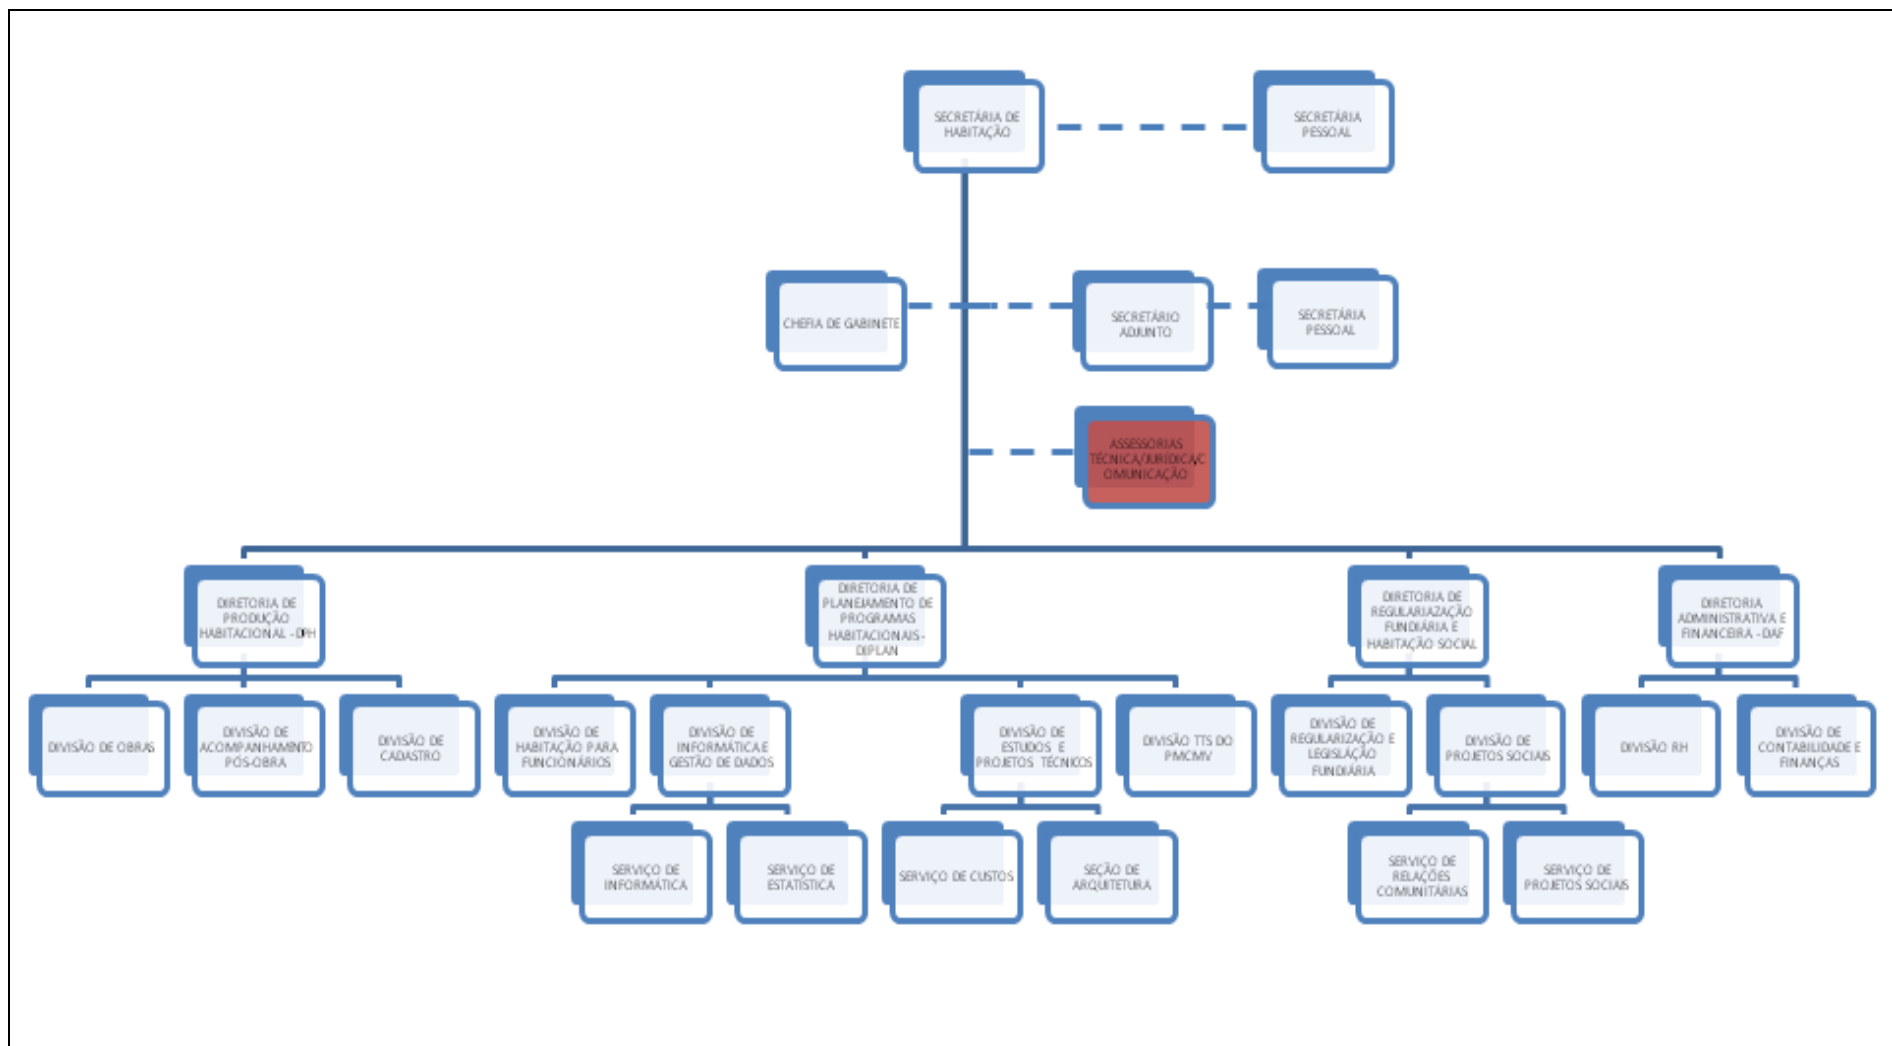 SECRETÁRIA DE
HABITAÇÃO
SECRETÁRIA
PESSOAL
CHEFIA DE GABINETE
SECRETÁRIO
ADJUNTO
SECRETÁRIA
PESSOAL
ASSESSORIAS
TÉCNICA/JURÍDICA/C
OMUNICAÇÃO
DIRETORIA DE
PRODUÇÃO
HABITACIONAL - DPH
DIRETORIA DE
PLANEJAMENTO DE
PROGRAMAS
HABITACIONAIS -
DIPLAN
DIRETORIA DE
REGULARIAZAÇÃO
FUNDIÁRIA E
HABITAÇÃO SOCIAL
DIRETORIA
ADMINISTRATIVA E
FINANCEIRA - DAF
DIVISÃO DE OBRAS
DIVISÃO DE
ACOMPANHAMENTO
PÓS-OBRA
DIVISÃO DE
CADASTRO
DIVISÃO DE
HABITAÇÃO PARA
FUNCIONÁRIOS
DIVISÃO DE
INFORMÁTICA E
GESTÃO DE DADOS
DIVISÃO DE
ESTUDOS E
PROJETOS TÉCNICOS
DIVISÃO TTS DO
PMCMV
DIVISÃO DE
REGULARIZAÇÃO E
LEGISLAÇÃO
FUNDIÁRIA
DIVISÃO DE
PROJETOS SOCIAIS
DIVISÃO RH
DIVISÃO DE
CONTABILIDADE E
FINANÇAS
SERVIÇO DE
INFORMÁTICA
SERVIÇO DE
ESTATÍSTICA
SERVIÇO DE CUSTOS
SEÇÃO DE
ARQUITETURA
SERVIÇO DE
RELAÇÕES
COMUNITÁRIAS
SERVIÇO DE
PROJETOS SOCIAIS